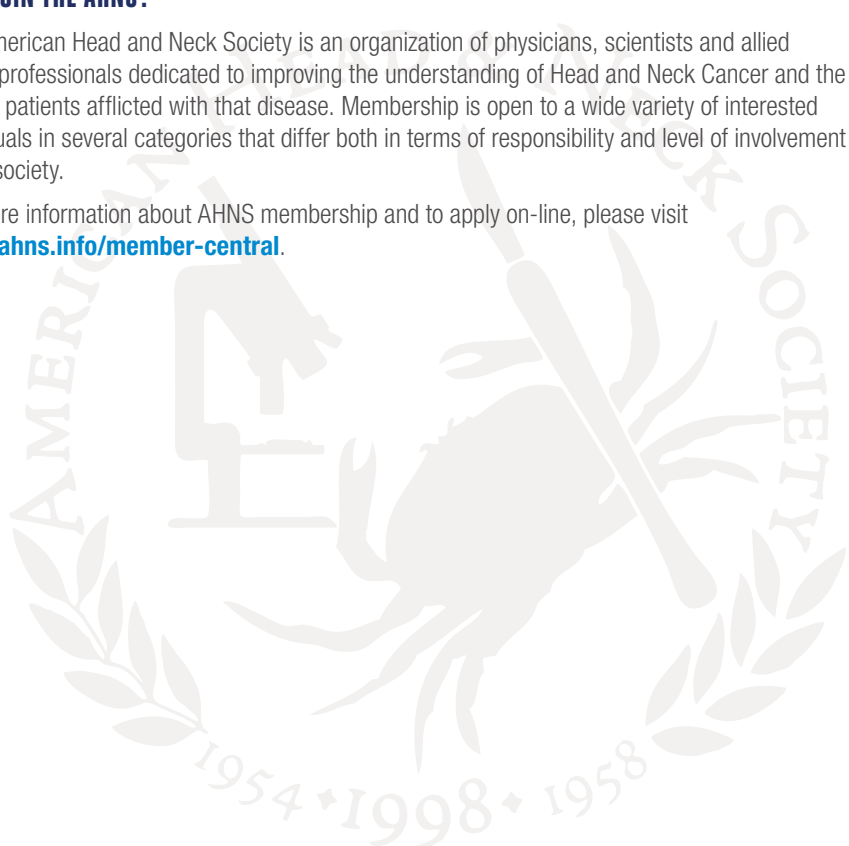 OIN THE AHNS?
merican Head and Neck Society is an organization of physicians, scientists and allied
professionals dedicated to improving the understanding of Head and Neck Cancer and the
patients afflicted with that disease. Membership is open to a wide variety of interested
uals in several categories that differ both in terms of responsibility and level of involvement
society.
re information about AHNS membership and to apply on-line, please visit
ahns.info/member-central.
AMERICAN HEAD & NECK SOCIETY
1954 • 1998 • 1958